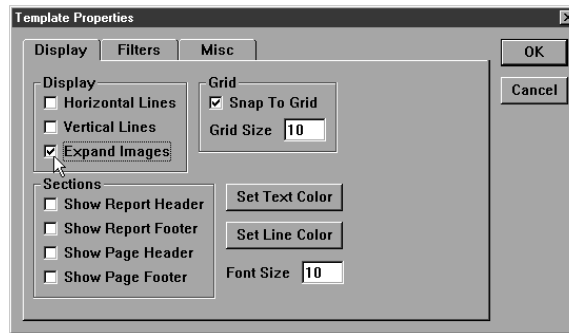 Template Properties
Display Filters Misc
OK
Cancel
Display
Horizontal Lines
Vertical Lines
Expand Images
Grid
Snap To Grid
Grid Size 10
Sections
Show Report Header
Show Report Footer
Show Page Header
Show Page Footer
Set Text Color
Set Line Color
Font Size 10